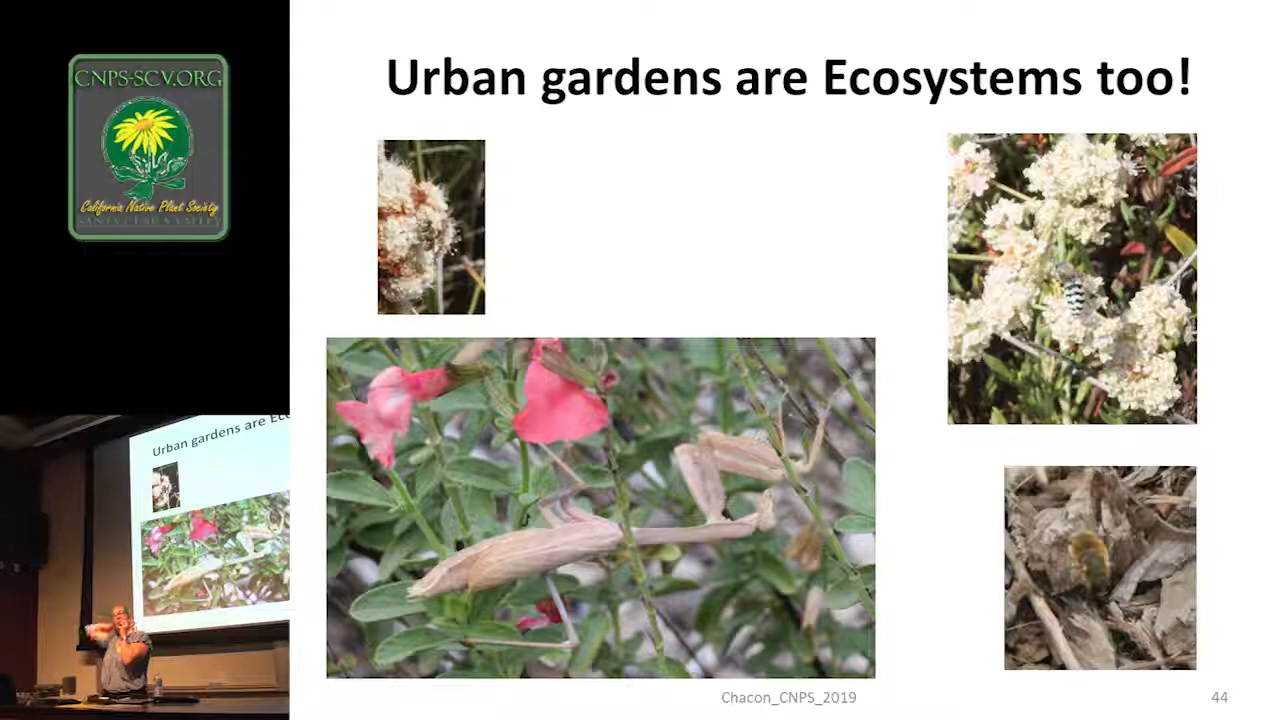 CNPS-SCV.ORG
California Native Plant Society
SANTA CLARA VALLEY
Urban gardens are Ecosystems too!
Urban gardens are Eco
Chacon_CNPS_2019
44